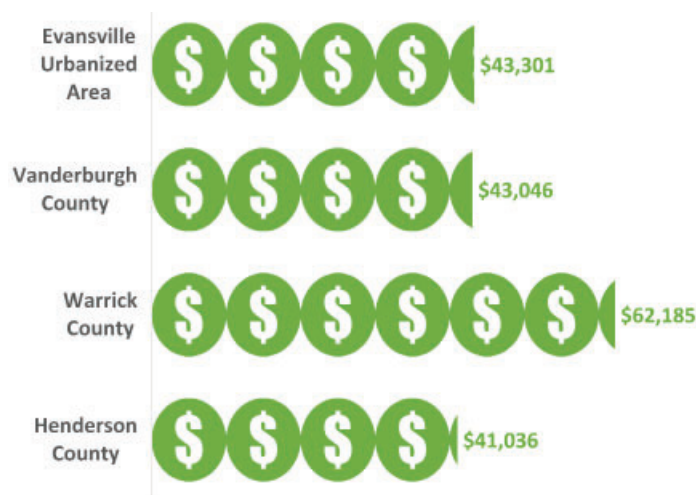 Evansville
Urbanized
Area
$ $ $ $
$43,301
Vanderburgh
County
$ $ $ $
$43,046
Warrick
County
$ $ $ $ $ $
$62,185
Henderson
County
$ $ $ $
$41,036